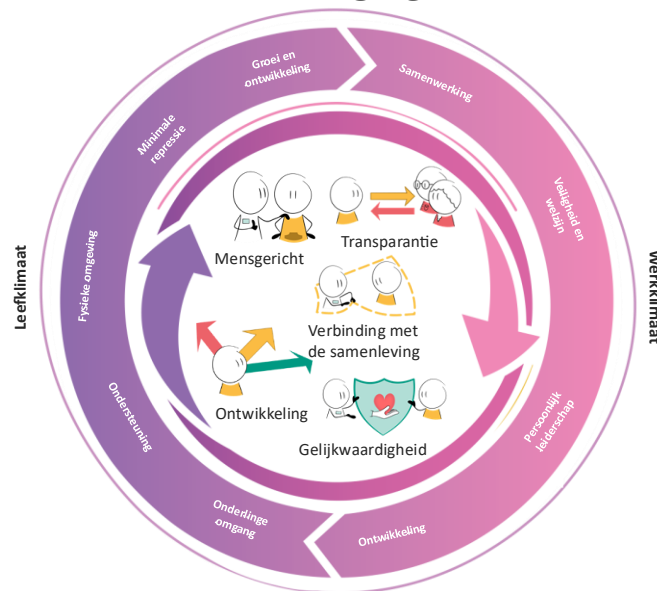 Groei en
ontwikkeling
Samenwerking
Minimale
repressie
Veiligheid en
welzijn
Mensgericht
Transparantie
Leefklimaat
Werkklimaat
Fysieke omgeving
Verbinding met
de samenleving
Ontwikkeling
Ondersteuning
Persoonlijk
leiderschap
Gelijkwaardigheid
Onderlinge
omgang
Ontwikkeling